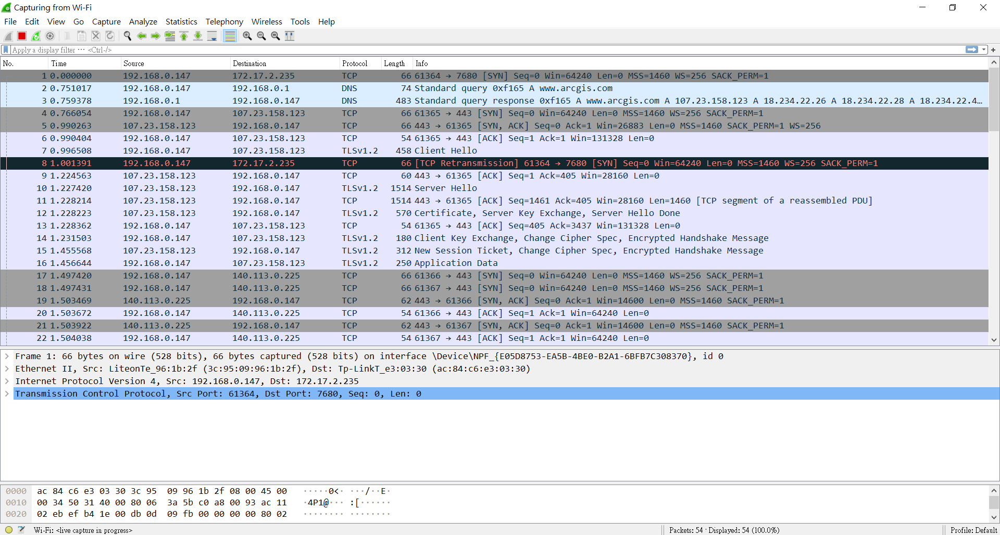 Capturing from Wi-Fi
File Edit View Go Capture Analyze Statistics Telephony Wireless Tools Help
Apply a display filter ··· <Ctrl-/>
No. Time Source Destination Protocol Length Info
1 0.000000 192.168.0.147 172.17.2.235 TCP 66 61364 → 7680 [SYN] Seq=0 Win=64240 Len=0 MSS=1460 WS=256 SACK_PERM=1
2 0.751017 192.168.0.147 192.168.0.1 DNS 74 Standard query 0xf165 A www.arcgis.com
3 0.759378 192.168.0.1 192.168.0.147 DNS 483 Standard query response 0xf165 A www.arcgis.com A 107.23.158.123 A 18.234.22.26 A 18.234.22.28 A 18.234.22.4…
4 0.766054 192.168.0.147 107.23.158.123 TCP 66 61365 → 443 [SYN] Seq=0 Win=64240 Len=0 MSS=1460 WS=256 SACK_PERM=1
5 0.990263 107.23.158.123 192.168.0.147 TCP 66 443 → 61365 [SYN, ACK] Seq=0 Ack=1 Win=26883 Len=0 MSS=1460 SACK_PERM=1 WS=256
6 0.990404 192.168.0.147 107.23.158.123 TCP 54 61365 → 443 [ACK] Seq=1 Ack=1 Win=131328 Len=0
7 0.996508 192.168.0.147 107.23.158.123 TLSv1.2 458 Client Hello
8 1.001391 192.168.0.147 172.17.2.235 TCP 66 [TCP Retransmission] 61364 → 7680 [SYN] Seq=0 Win=64240 Len=0 MSS=1460 WS=256 SACK_PERM=1
9 1.224563 107.23.158.123 192.168.0.147 TCP 60 443 → 61365 [ACK] Seq=1 Ack=405 Win=28160 Len=0
10 1.227420 107.23.158.123 192.168.0.147 TLSv1.2 1514 Server Hello
11 1.228214 107.23.158.123 192.168.0.147 TCP 1514 443 → 61365 [ACK] Seq=1461 Ack=405 Win=28160 Len=1460 [TCP segment of a reassembled PDU]
12 1.228223 107.23.158.123 192.168.0.147 TLSv1.2 570 Certificate, Server Key Exchange, Server Hello Done
13 1.228362 192.168.0.147 107.23.158.123 TCP 54 61365 → 443 [ACK] Seq=405 Ack=3437 Win=131328 Len=0
14 1.231503 192.168.0.147 107.23.158.123 TLSv1.2 180 Client Key Exchange, Change Cipher Spec, Encrypted Handshake Message
15 1.455568 107.23.158.123 192.168.0.147 TLSv1.2 312 New Session Ticket, Change Cipher Spec, Encrypted Handshake Message
16 1.456644 192.168.0.147 107.23.158.123 TLSv1.2 250 Application Data
17 1.497420 192.168.0.147 140.113.0.225 TCP 66 61366 → 443 [SYN] Seq=0 Win=64240 Len=0 MSS=1460 WS=256 SACK_PERM=1
18 1.497431 192.168.0.147 140.113.0.225 TCP 66 61367 → 443 [SYN] Seq=0 Win=64240 Len=0 MSS=1460 WS=256 SACK_PERM=1
19 1.503469 140.113.0.225 192.168.0.147 TCP 62 443 → 61366 [SYN, ACK] Seq=0 Ack=1 Win=14600 Len=0 MSS=1460 SACK_PERM=1
20 1.503672 192.168.0.147 140.113.0.225 TCP 54 61366 → 443 [ACK] Seq=1 Ack=1 Win=64240 Len=0
21 1.503922 140.113.0.225 192.168.0.147 TCP 62 443 → 61367 [SYN, ACK] Seq=0 Ack=1 Win=14600 Len=0 MSS=1460 SACK_PERM=1
22 1.504038 192.168.0.147 140.113.0.225 TCP 54 61367 → 443 [ACK] Seq=1 Ack=1 Win=64240 Len=0
Frame 1: 66 bytes on wire (528 bits), 66 bytes captured (528 bits) on interface \Device\NPF_{E05D8753-EA5B-4BE0-B2A1-6BFB7C308370}, id 0
Ethernet II, Src: LiteonTe_96:1b:2f (3c:95:09:96:1b:2f), Dst: Tp-LinkT_e3:03:30 (ac:84:c6:e3:03:30)
Internet Protocol Version 4, Src: 192.168.0.147, Dst: 172.17.2.235
Transmission Control Protocol, Src Port: 61364, Dst Port: 7680, Seq: 0, Len: 0
0000 ac 84 c6 e3 03 30 3c 95 09 96 1b 2f 08 00 45 00 ·····0<· ···/··E·
0010 00 34 50 31 40 00 80 06 3a 5b c0 a8 00 93 ac 11 ·4P1@··· :[······
0020 02 eb ef b4 1e 00 db 0d 09 fb 00 00 00 00 80 02 ········ ········
Wi-Fi: <live capture in progress> Packets: 54 · Displayed: 54 (100.0%) Profile: Default